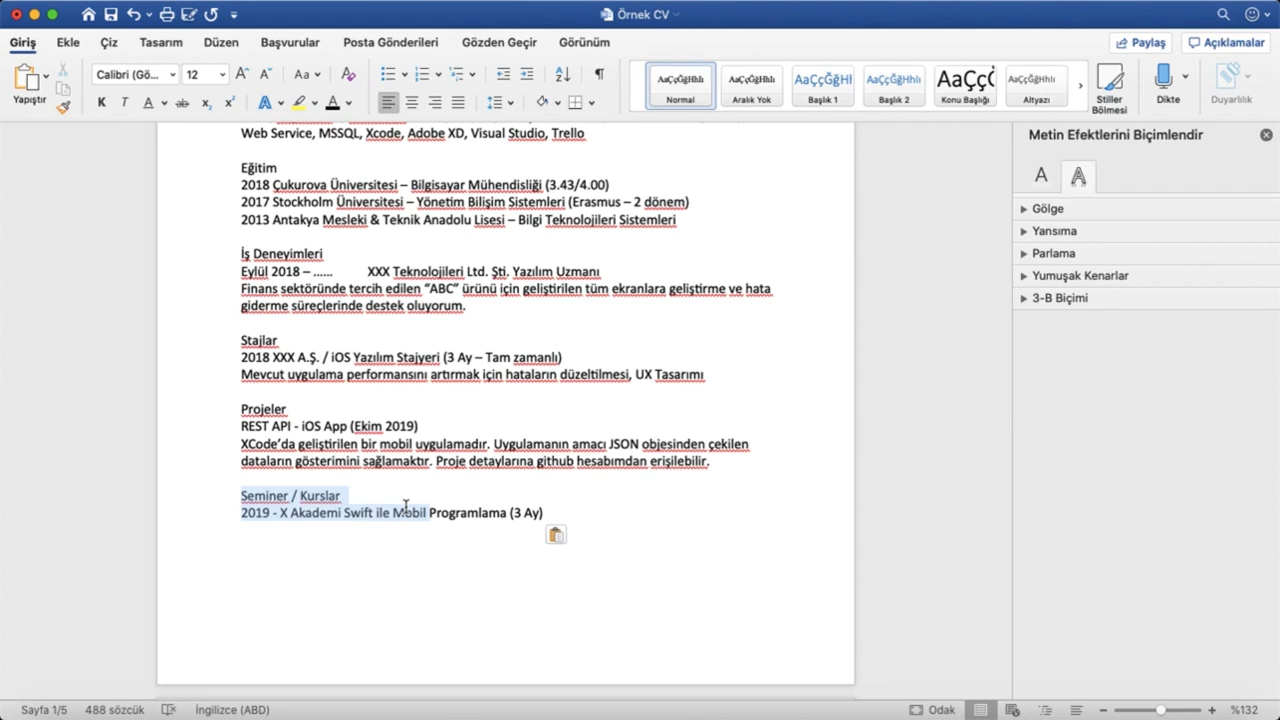 Örnek CV
Giriş Ekle Çiz Tasarım Düzen Başvurular Posta Gönderileri Gözden Geçir Görünüm Paylaş Açıklamalar
Yapıştır
Calibri (Gö... 12
AaÇçĞğHhIı AaÇçĞğHhIı AaÇçĞğHI AaÇçĞğHhIı AaÇçĞ AaÇçĞğHhIı
Normal Aralık Yok Başlık 1 Başlık 2 Konu Başlığı Altyazı
Stiller Bölmesi
Dikte
Duyarlılık
Web Service, MSSQL, Xcode, Adobe XD, Visual Studio, Trello
Eğitim
2018 Çukurova Üniversitesi – Bilgisayar Mühendisliği (3.43/4.00)
2017 Stockholm Üniversitesi – Yönetim Bilişim Sistemleri (Erasmus – 2 dönem)
2013 Antakya Mesleki & Teknik Anadolu Lisesi – Bilgi Teknolojileri Sistemleri
İş Deneyimleri
Eylül 2018 – ...... XXX Teknolojileri Ltd. Şti. Yazılım Uzmanı
Finans sektöründe tercih edilen “ABC” ürünü için geliştirilen tüm ekranlara geliştirme ve hata
giderme süreçlerinde destek oluyorum.
Stajlar
2018 XXX A.Ş. / iOS Yazılım Stajyeri (3 Ay – Tam zamanlı)
Mevcut uygulama performansını artırmak için hataların düzeltilmesi, UX Tasarımı
Projeler
REST API - iOS App (Ekim 2019)
XCode’da geliştirilen bir mobil uygulamadır. Uygulamanın amacı JSON objesinden çekilen
dataların gösterimini sağlamaktır. Proje detaylarına github hesabımdan erişilebilir.
Seminer / Kurslar
2019 - X Akademi Swift ile Mobil Programlama (3 Ay)
Metin Efektlerini Biçimlendir
Gölge
Yansıma
Parlama
Yumuşak Kenarlar
3-B Biçimi
Sayfa 1/5 488 sözcük İngilizce (ABD) Odak %132